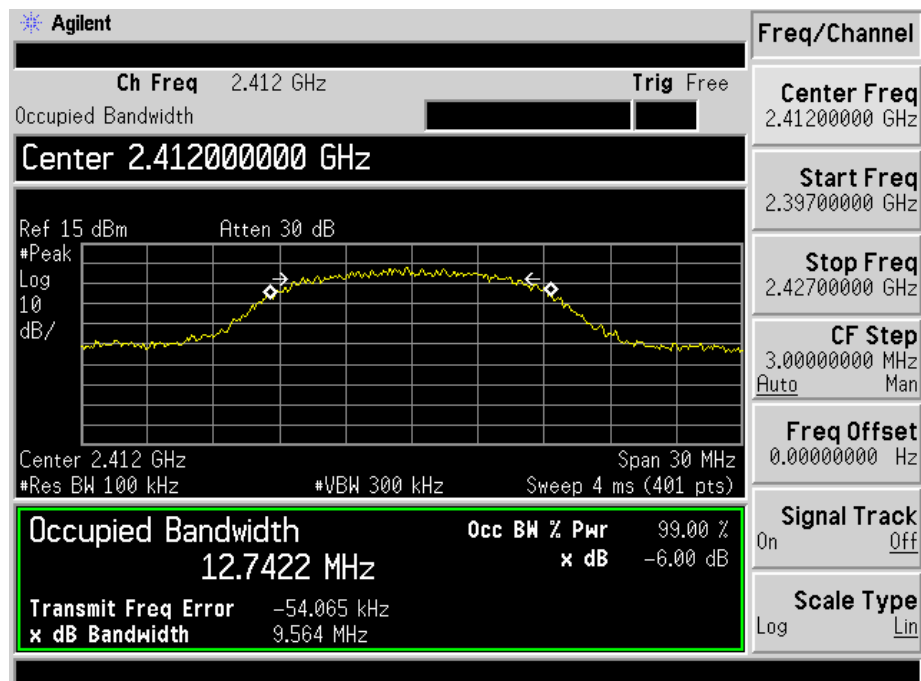 Agilent
Ch Freq 2.412 GHz Trig Free
Occupied Bandwidth
Center 2.412000000 GHz
Ref 15 dBm Atten 30 dB
#Peak
Log
10
dB/
Center 2.412 GHz Span 30 MHz
#Res BW 100 kHz #VBW 300 kHz Sweep 4 ms (401 pts)
Occupied Bandwidth Occ BW % Pwr 99.00 %
12.7422 MHz x dB -6.00 dB
Transmit Freq Error -54.065 kHz
x dB Bandwidth 9.564 MHz
Freq/Channel
Center Freq
2.41200000 GHz
Start Freq
2.39700000 GHz
Stop Freq
2.42700000 GHz
CF Step
3.00000000 MHz
Auto Man
Freq Offset
0.00000000 Hz
Signal Track
On Off
Scale Type
Log Lin